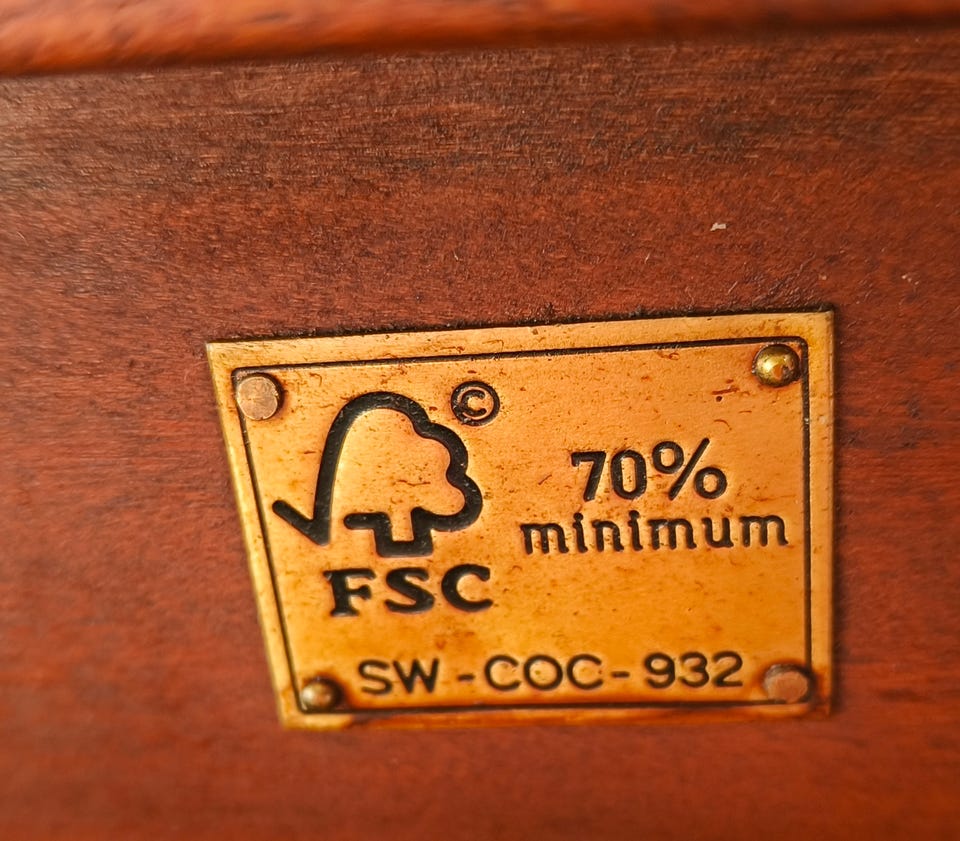 ©
70%
minimum
FSC
SW-COC-932